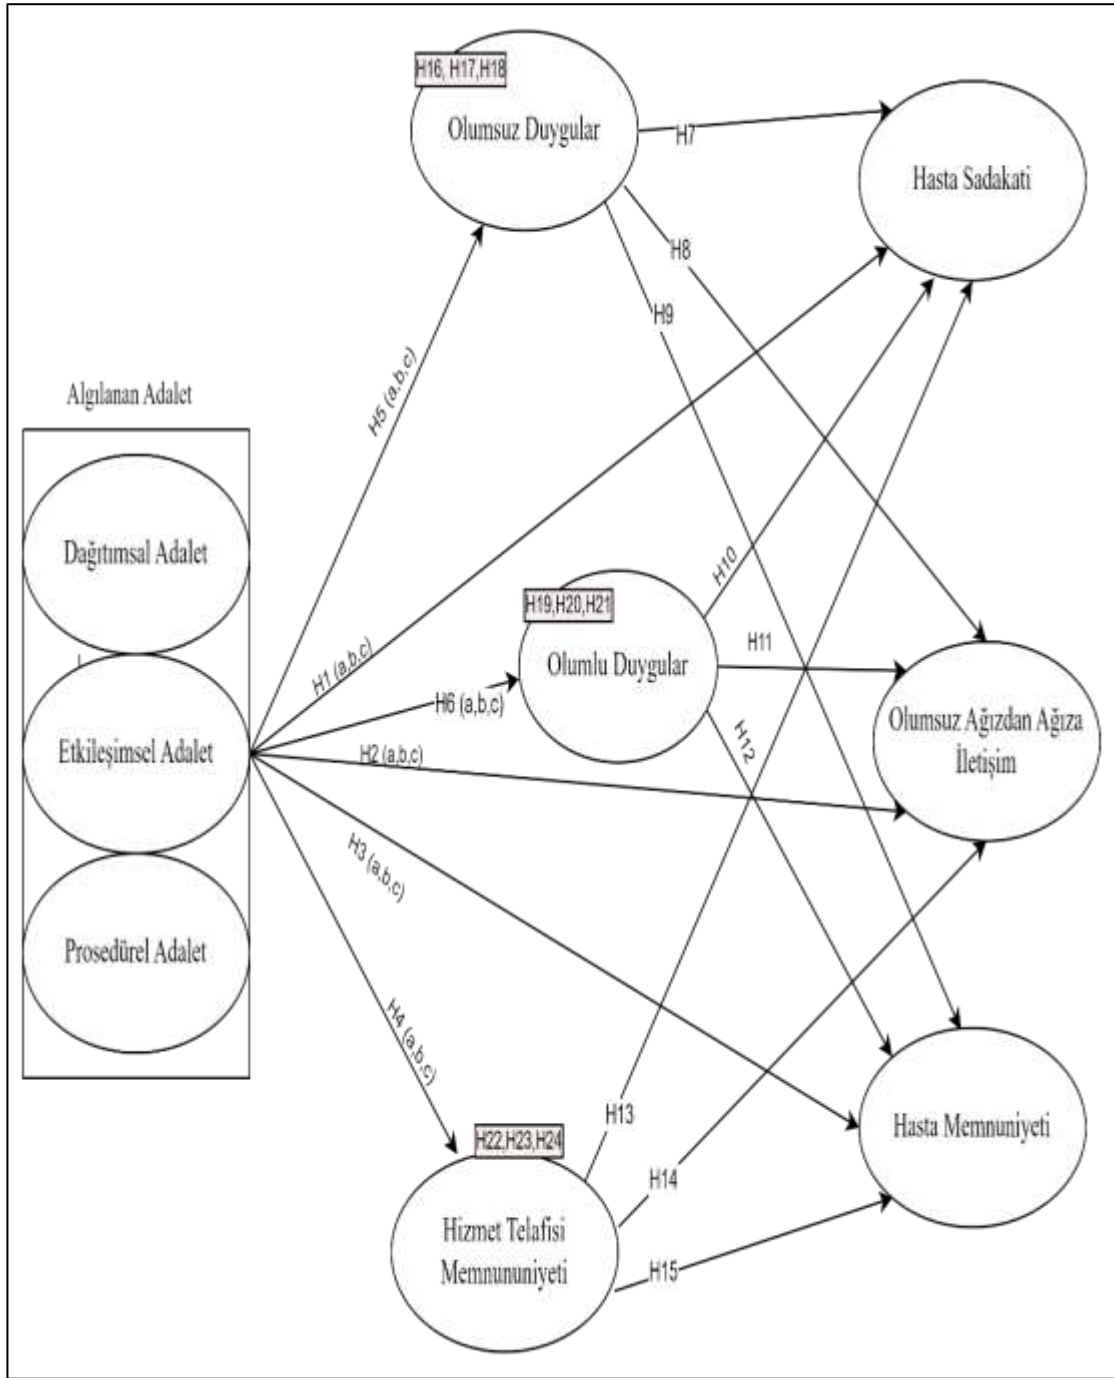 H16, H17,H18
Olumsuz Duygular
H7
Hasta Sadakati
H8
H9
H5 (a,b,c)
Algılanan Adalet
Dağıtımsal Adalet
H10
H19,H20,H21
Olumlu Duygular
H11
H1 (a,b,c)
H6 (a,b,c)
Olumsuz Ağızdan Ağıza
İletişim
Etkileşimsel Adalet
H2 (a,b,c)
H12
H3 (a,b,c)
Prosedürel Adalet
H4 (a,b,c)
H13
Hasta Memnuniyeti
H22,H23,H24
H14
Hizmet Telafisi
Memnununiyeti
H15